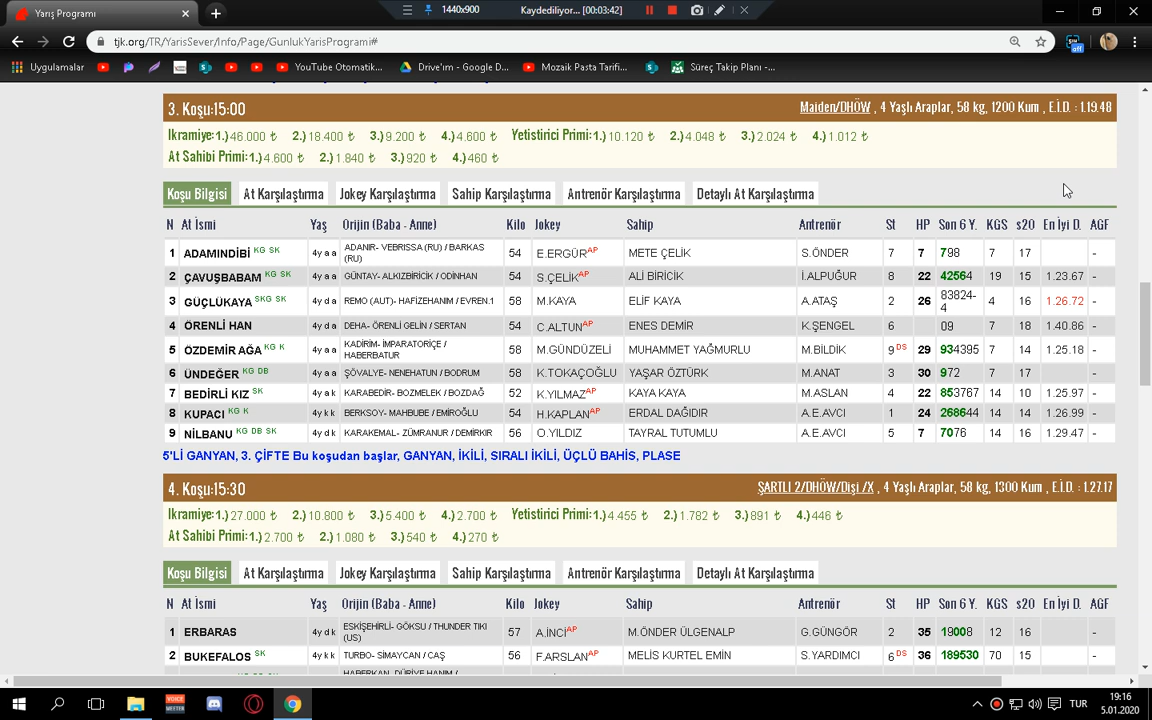 Yarış Programı
1440x900 Kaydediliyor... [00:03:42]
tjk.org/TR/YarisSever/Info/Page/GunlukYarisProgrami#
off
Uygulamalar YouTube Otomatik... Drive'ım - Google D... Mozaik Pasta Tarifi... Süreç Takip Planı -...
3. Koşu:15:00 Maiden/DHÖW , 4 Yaşlı Araplar, 58 kg, 1200 Kum , E.İ.D. : 1.19.48
Ikramiye:1.)46.000 ₺ 2.)18.400 ₺ 3.)9.200 ₺ 4.)4.600 ₺ Yetistirici Primi:1.)10.120 ₺ 2.)4.048 ₺ 3.)2.024 ₺ 4.)1.012 ₺
At Sahibi Primi:1.)4.600 ₺ 2.)1.840 ₺ 3.)920 ₺ 4.)460 ₺
Koşu Bilgisi At Karşılaştırma Jokey Karşılaştırma Sahip Karşılaştırma Antrenör Karşılaştırma Detaylı At Karşılaştırma
N At İsmi Yaş Orijin (Baba - Anne) Kilo Jokey Sahip Antrenör St HP Son 6 Y. KGS s20 En İyi D. AGF
1 ADAMINDİBİ KG SK 4y a a ADANIR- VEBRISSA (RU) / BARKAS (RU) 54 E.ERGÜR AP METE ÇELİK S.ÖNDER 7 7 798 7 17 -
2 ÇAVUŞBABAM KG SK 4y a a GÜNTAY- ALKIZBİRİCİK / ODİNHAN 54 S.ÇELİK AP ALİ BİRİCİK İ.ALPUĞUR 8 22 42564 19 15 1.23.67 -
3 GÜÇLÜKAYA SKG SK 4y d a REMO (AUT)- HAFİZEHANIM / EVREN.1 58 M.KAYA ELİF KAYA A.ATAŞ 2 26 83824-4 4 16 1.26.72 -
4 ÖRENLİ HAN 4y d a DEHA- ÖRENLİ GELİN / SERTAN 54 C.ALTUN AP ENES DEMİR K.ŞENGEL 6 09 7 18 1.40.86 -
5 ÖZDEMİR AĞA KG K 4y a a KADİRİM- İMPARATORİÇE / HABERBATUR 58 M.GÜNDÜZELİ MUHAMMET YAĞMURLU M.BİLDİK 9 DS 29 934395 7 14 1.25.18 -
6 ÜNDEĞER KG DB 4y a a ŞÖVALYE- NENEHATUN / BODRUM 58 K.TOKAÇOĞLU YAŞAR ÖZTÜRK M.ANAT 3 30 972 7 17 -
7 BEDİRLİ KIZ SK 4y a k KARABEDİR- BOZMELEK / BOZDAĞ 52 K.YILMAZ AP KAYA KAYA M.ASLAN 4 22 853767 14 10 1.25.97 -
8 KUPACI KG K 4y k k BERKSOY- MAHBUBE / EMİROĞLU 54 H.KAPLAN AP ERDAL DAĞIDIR A.E.AVCI 1 24 268644 14 14 1.26.99 -
9 NİLBANU KG DB SK 4y d k KARAKEMAL- ZÜMRANUR / DEMİRKIR 56 O.YILDIZ TAYRAL TUTUMLU A.E.AVCI 5 7 7076 14 16 1.29.47 -
5'Lİ GANYAN, 3. ÇİFTE Bu koşudan başlar, GANYAN, İKİLİ, SIRALI İKİLİ, ÜÇLÜ BAHİS, PLASE
4. Koşu:15:30 ŞARTLI 2/DHÖW/Dişi /X , 4 Yaşlı Araplar, 58 kg, 1300 Kum , E.İ.D. : 1.27.17
Ikramiye:1.)27.000 ₺ 2.)10.800 ₺ 3.)5.400 ₺ 4.)2.700 ₺ Yetistirici Primi:1.)4.455 ₺ 2.)1.782 ₺ 3.)891 ₺ 4.)446 ₺
At Sahibi Primi:1.)2.700 ₺ 2.)1.080 ₺ 3.)540 ₺ 4.)270 ₺
Koşu Bilgisi At Karşılaştırma Jokey Karşılaştırma Sahip Karşılaştırma Antrenör Karşılaştırma Detaylı At Karşılaştırma
N At İsmi Yaş Orijin (Baba - Anne) Kilo Jokey Sahip Antrenör St HP Son 6 Y. KGS s20 En İyi D. AGF
1 ERBARAS 4y d k ESKİŞEHİRLİ- GÖKSU / THUNDER TIKI (US) 57 A.İNCİ AP M.ÖNDER ÜLGENALP G.GÜNGÖR 2 35 19008 12 16 -
2 BUKEFALOS SK 4y k k TURBO- SİMAYCAN / CAŞ 56 F.ARSLAN AP MELİS KURTEL EMİN S.YARDIMCI 6 DS 36 189530 70 15 -
VOICE MEETER TUR 19:16
5.01.2020